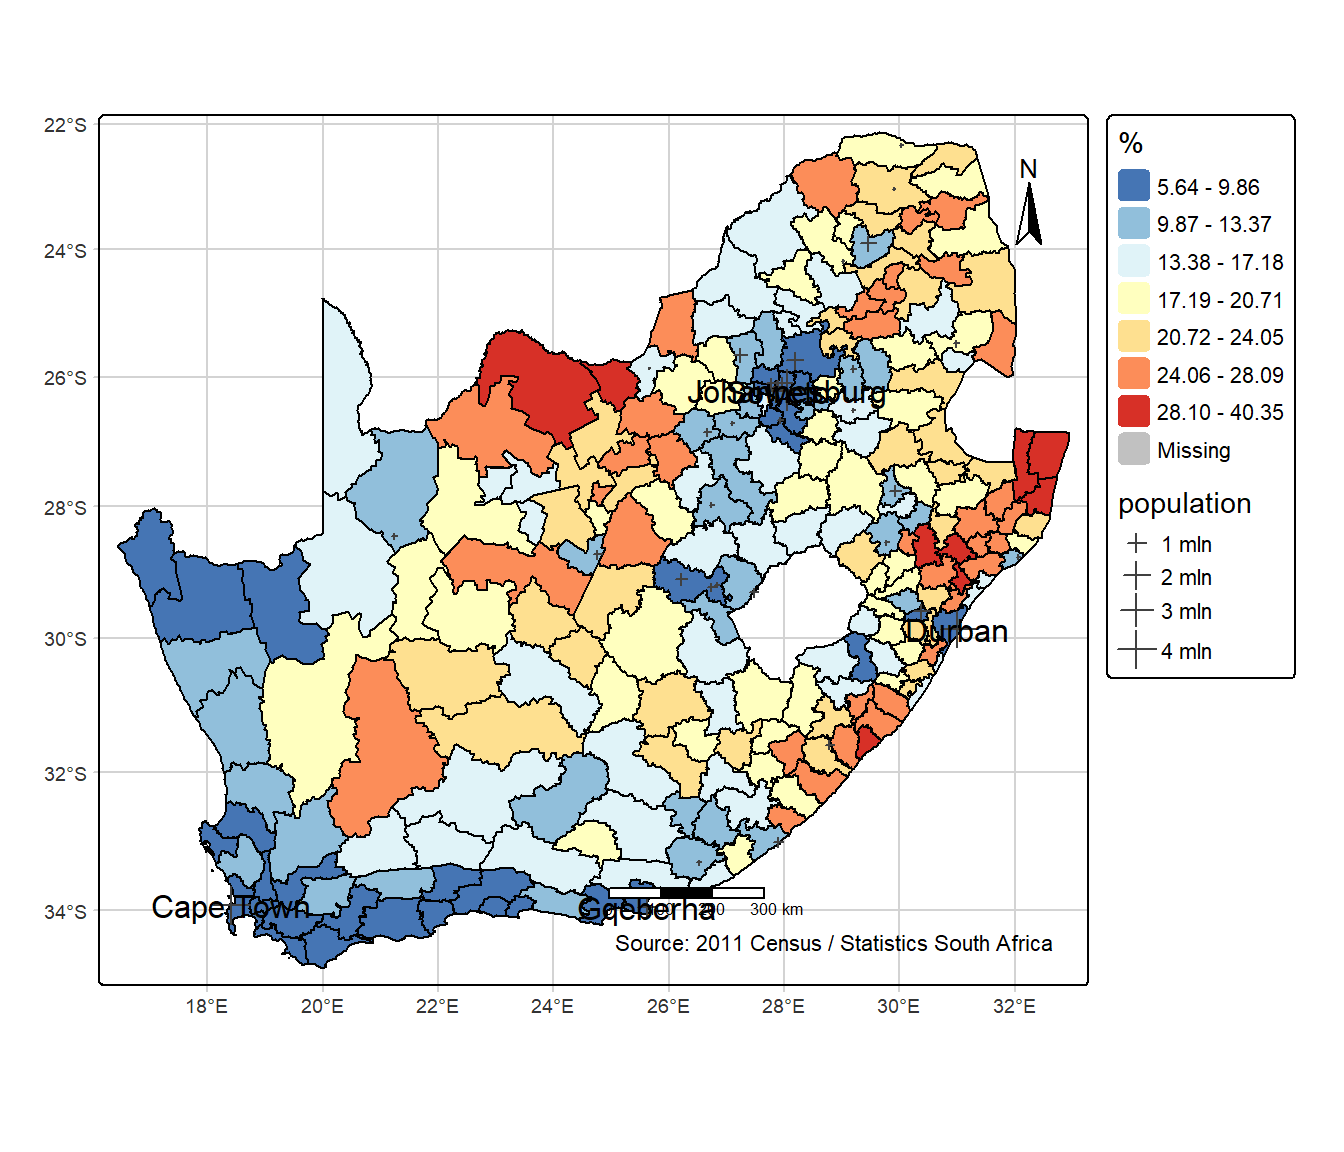 22°S
24°S
26°S
28°S
30°S
32°S
34°S
18°E
20°E
22°E
24°E
26°E
28°E
30°E
32°E
N
Johannesburg
Soweto
Durban
Cape Town
Gqeberha
0 100 200 300 km
Source: 2011 Census / Statistics South Africa
%
5.64 - 9.86
9.87 - 13.37
13.38 - 17.18
17.19 - 20.71
20.72 - 24.05
24.06 - 28.09
28.10 - 40.35
Missing
population
1 mln
2 mln
3 mln
4 mln